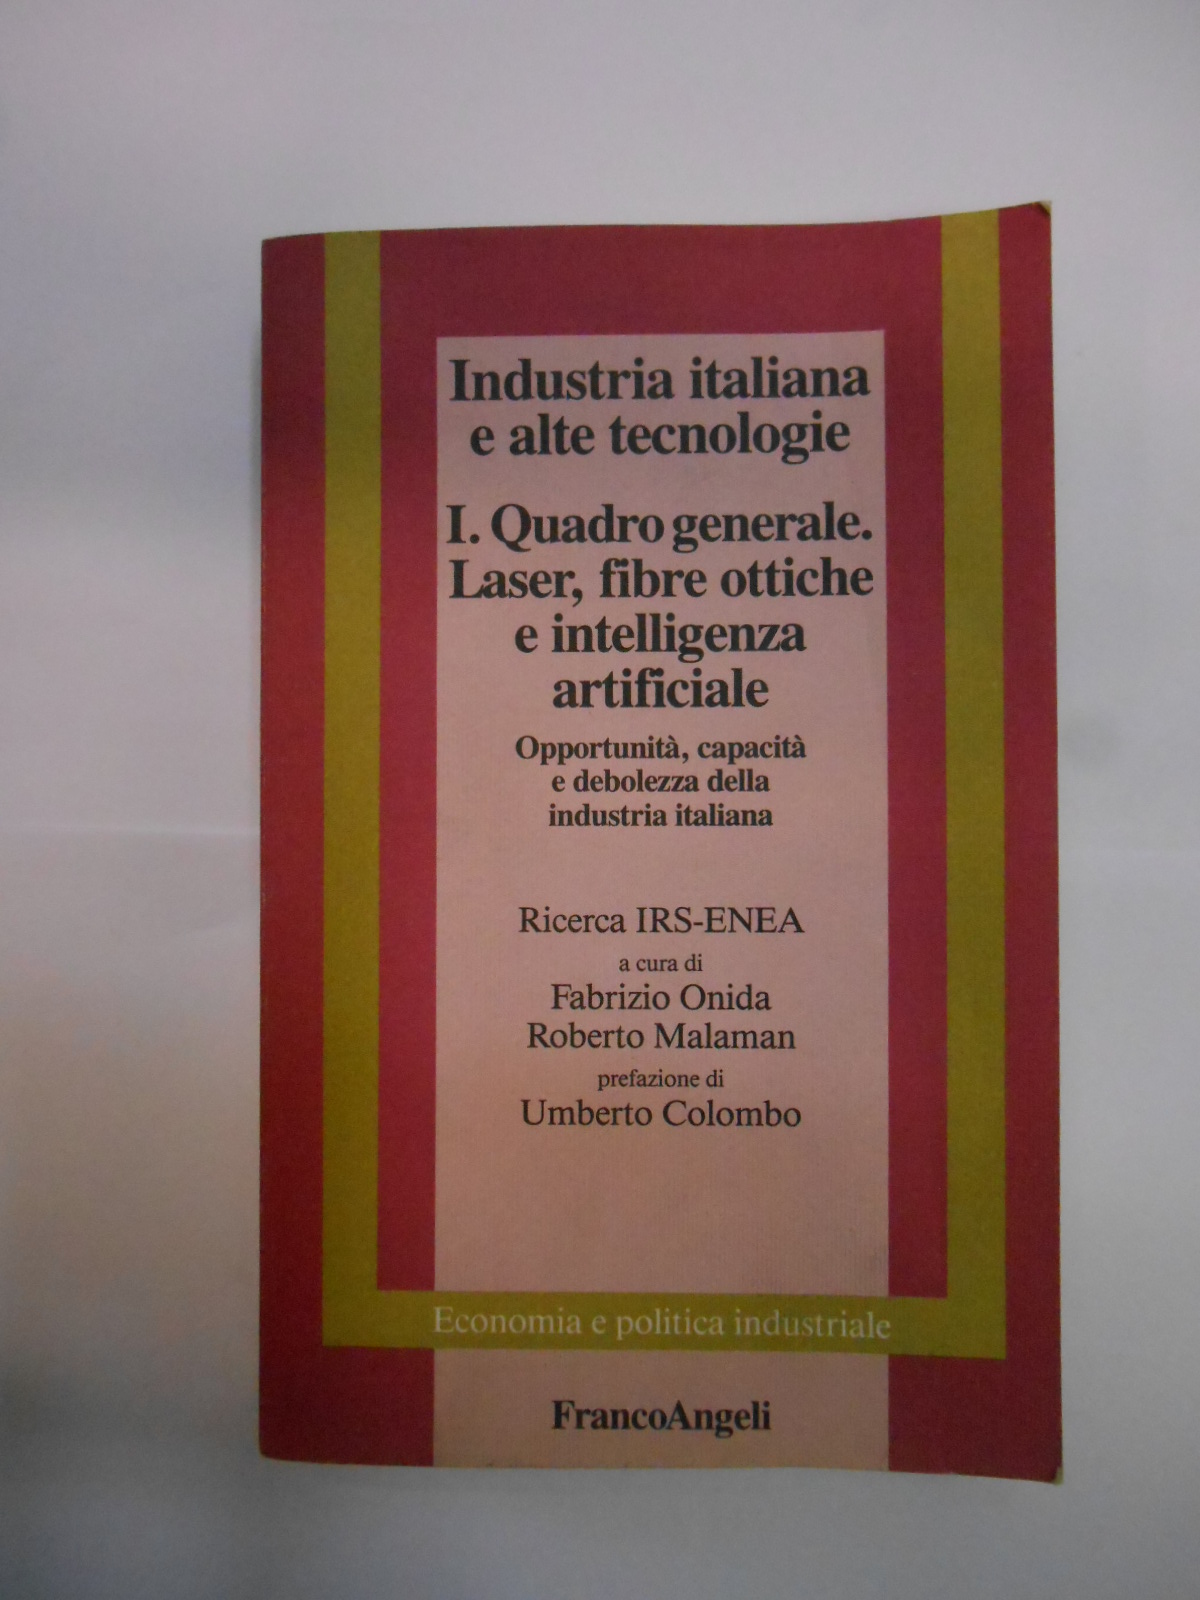 Industria italiana
e alte tecnologie
I. Quadro generale.
Laser, fibre ottiche
e intelligenza
artificiale
Opportunità, capacità
e debolezza della
industria italiana
Ricerca IRS-ENEA
a cura di
Fabrizio Onida
Roberto Malaman
prefazione di
Umberto Colombo
Economia e politica industriale
FrancoAngeli